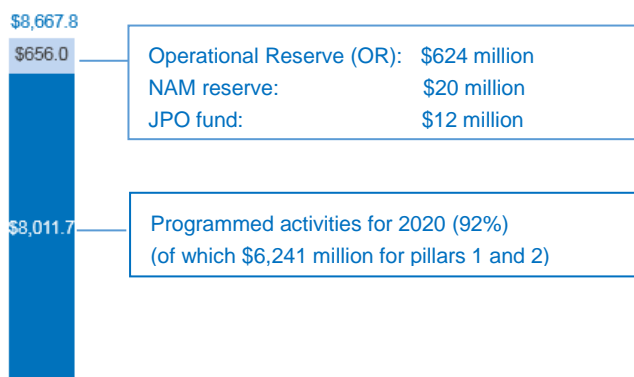 $8,667.8
$656.0
Operational Reserve (OR): $624 million
NAM reserve: $20 million
JPO fund: $12 million
$8,011.7
Programmed activities for 2020 (92%)
(of which $6,241 million for pillars 1 and 2)